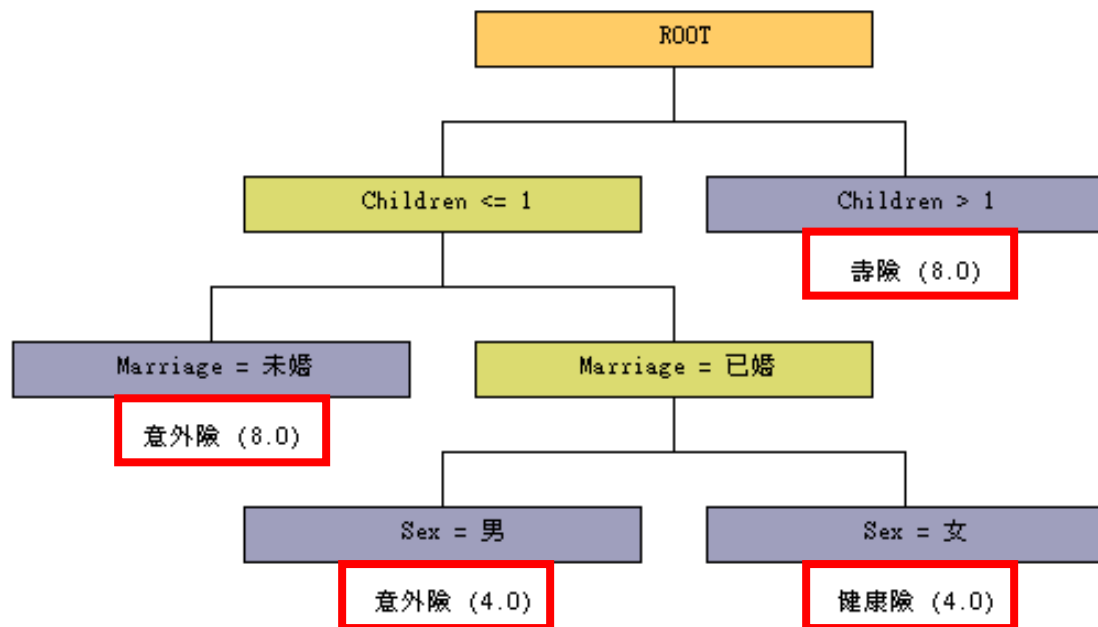 ROOT
Children <= 1
Children > 1
壽險 (8.0)
Marriage = 未婚
Marriage = 已婚
意外險 (8.0)
Sex = 男
Sex = 女
意外險 (4.0)
健康險 (4.0)